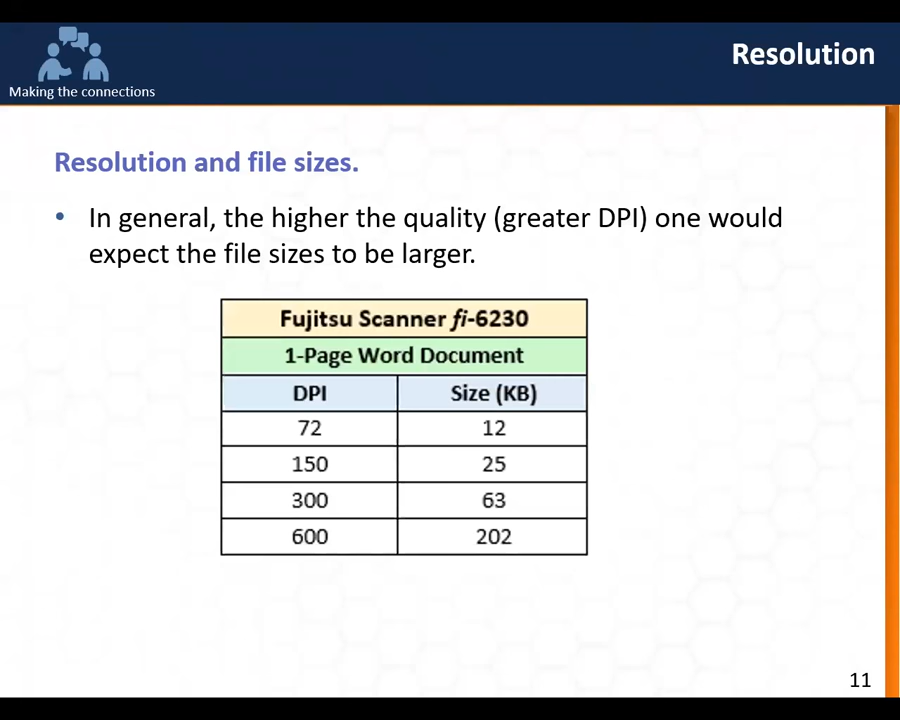 Making the connections
Resolution
Resolution and file sizes.
• In general, the higher the quality (greater DPI) one would
expect the file sizes to be larger.
Fujitsu Scanner fi-6230
1-Page Word Document
DPI Size (KB)
72 12
150 25
300 63
600 202
11